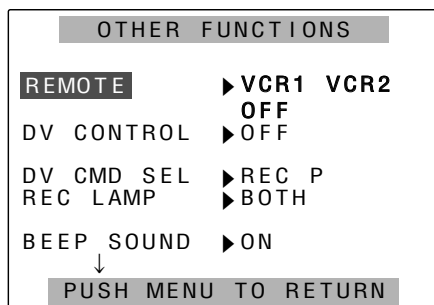 OTHER FUNCTIONS
REMOTE ▶VCR1 VCR2
OFF
DV CONTROL ▶OFF
DV CMD SEL ▶REC P
REC LAMP ▶BOTH
BEEP SOUND ▶ON
↓
PUSH MENU TO RETURN